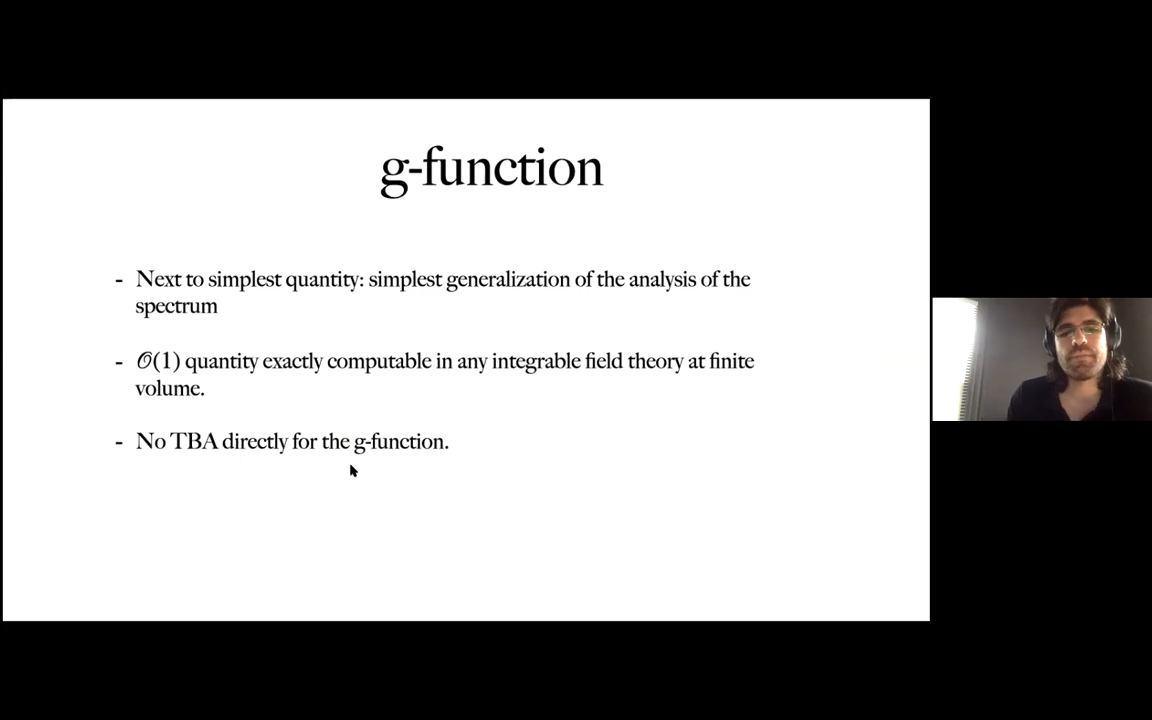 g-function
- Next to simplest quantity: simplest generalization of the analysis of the
spectrum
- 𝒪(1) quantity exactly computable in any integrable field theory at finite
volume.
- No TBA directly for the g-function.